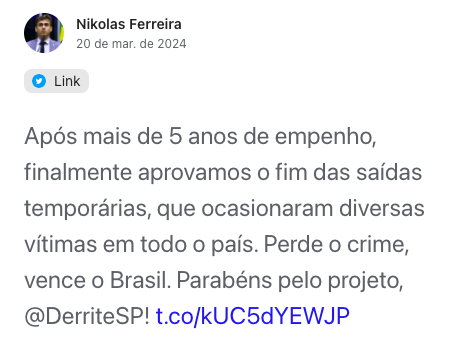 Nikolas Ferreira
20 de mar. de 2024
Link
Após mais de 5 anos de empenho,
finalmente aprovamos o fim das saídas
temporárias, que ocasionaram diversas
vítimas em todo o país. Perde o crime,
vence o Brasil. Parabéns pelo projeto,
@DerriteSP! t.co/kUC5dYEWJP